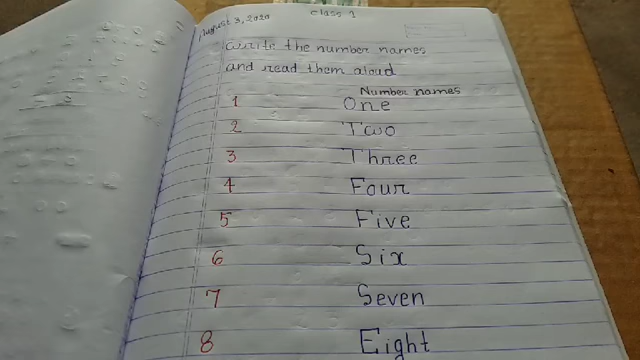 August 3, 2020 Class 1
Write the number names
and read them aloud
Number names
1 One
2 Two
3 Three
4 Four
5 Five
6 Six
7 Seven
8 Eight